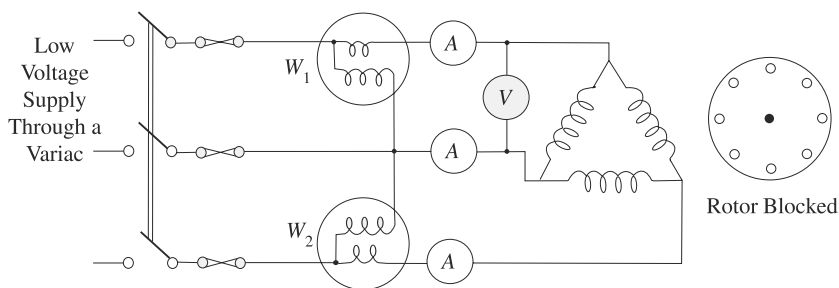 Low
Voltage
Supply
Through a
Variac
W1
W2
A
V
A
A
Rotor Blocked